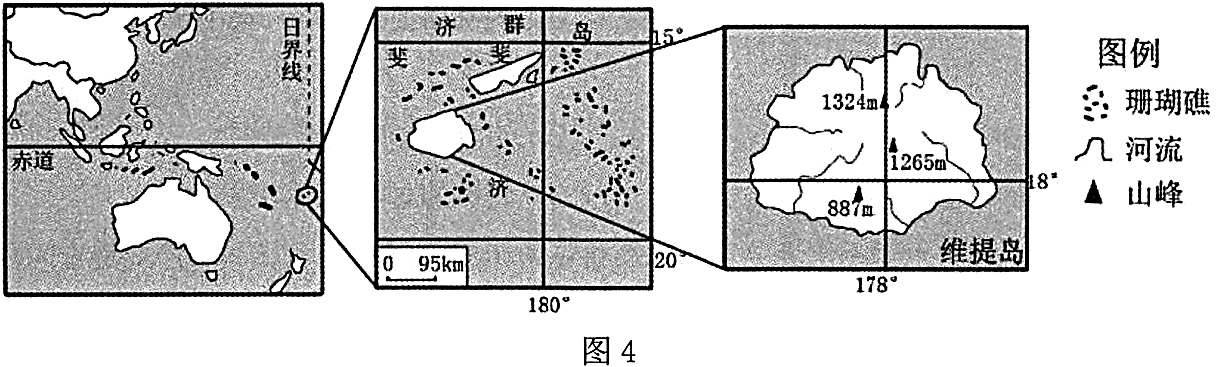 日界线
赤道
斐济群岛
斐斐
济
15°
20°
180°
0 95km
1324m
1265m
887m
18°
178°
维提岛
图例
珊瑚礁
河流
山峰
图4